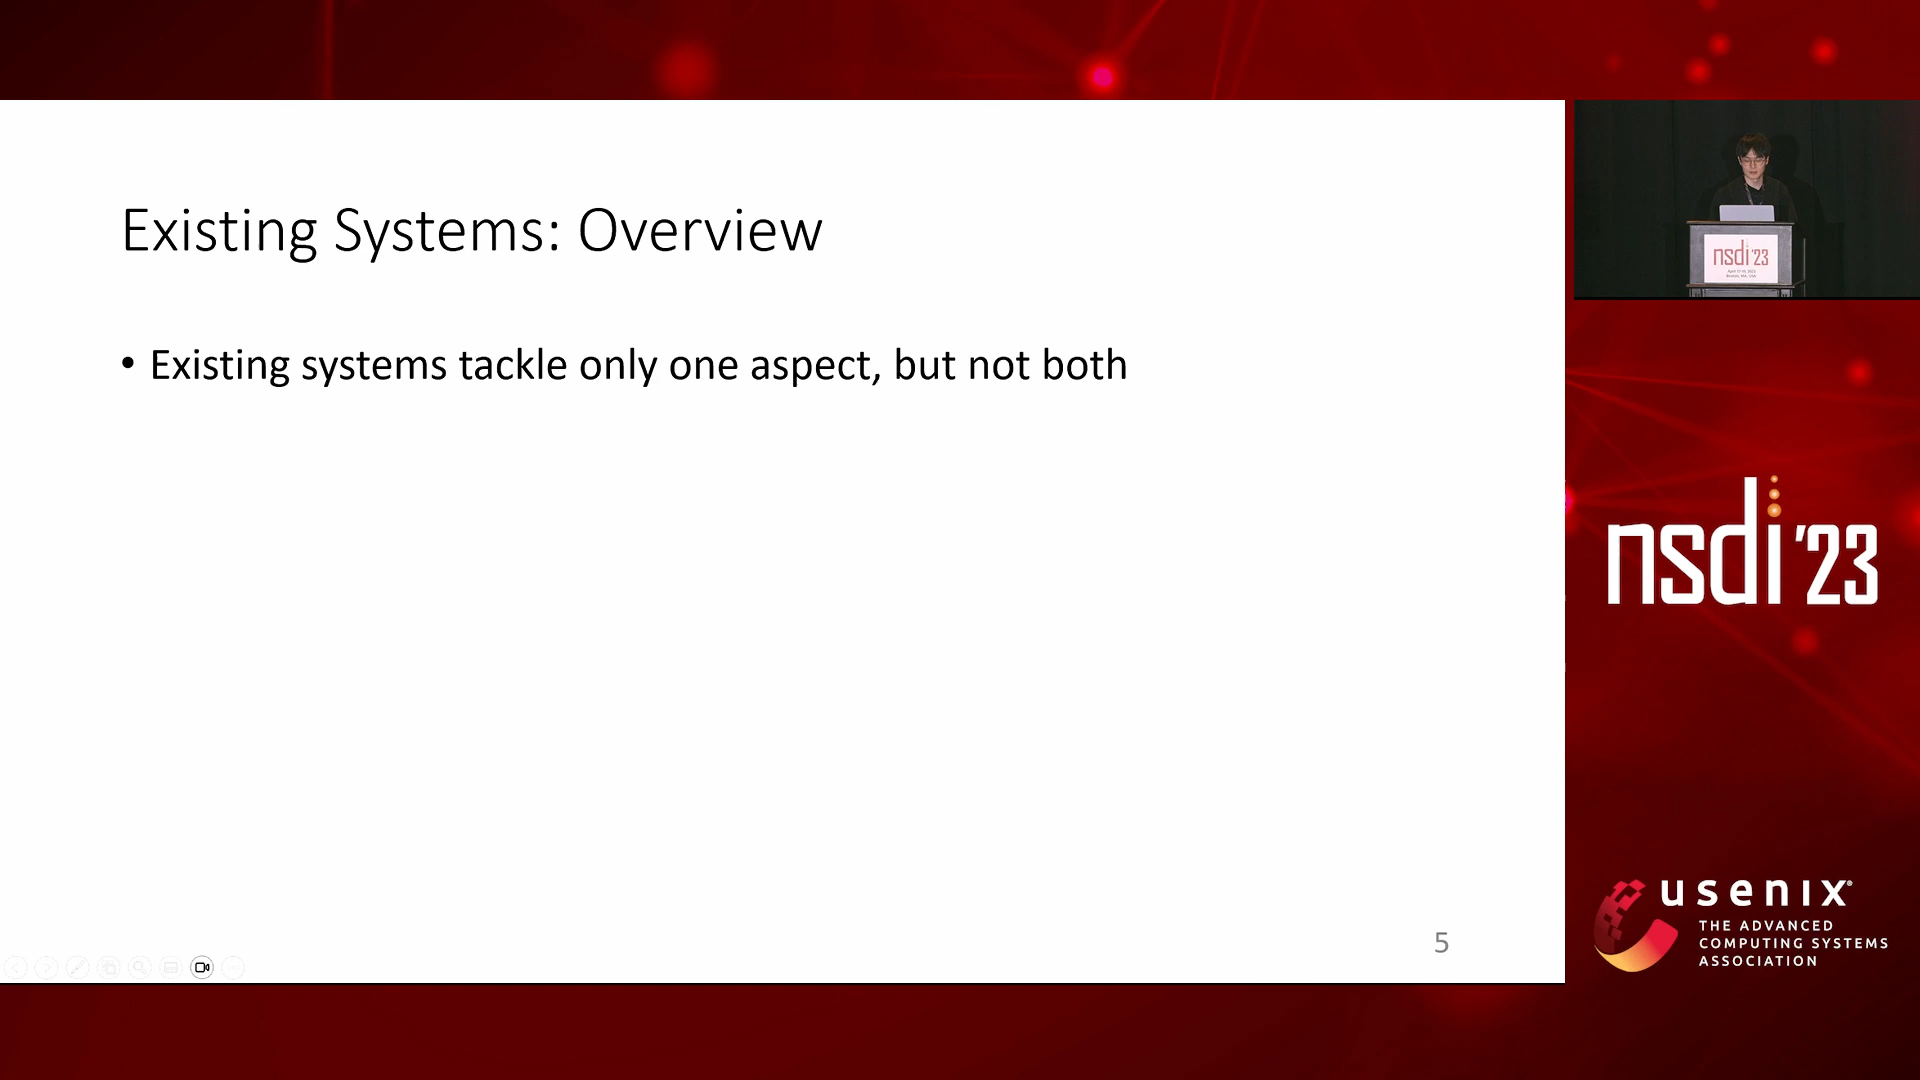 Existing Systems: Overview
• Existing systems tackle only one aspect, but not both
5
nsdi '23
nsdi '23
usenix®
THE ADVANCED
COMPUTING SYSTEMS
ASSOCIATION